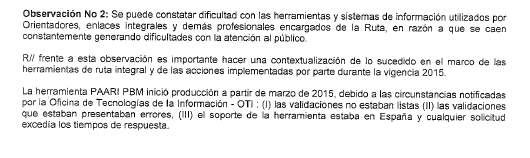 Observación No 2: Se puede constatar dificultad con las herramientas y sistemas de información utilizados por
Orientadores, enlaces integrales y demás profesionales encargados de la Ruta, en razón a que se caen
constantemente generando dificultades con la atención al público.
R// frente a esta observación es importante hacer una contextualización de lo sucedido en el marco de las
herramientas de ruta integral y de las acciones implementadas por parte durante la vigencia 2015.
La herramienta PAARI PBM inició producción a partir de marzo de 2015, debido a las circunstancias notificadas
por la Oficina de Tecnologías de la Información - OTI : (I) las validaciones no estaban listas (II) las validaciones
que estaban presentaban errores, (III) el soporte de la herramienta estaba en España y cualquier solicitud
excedía los tiempos de respuesta.